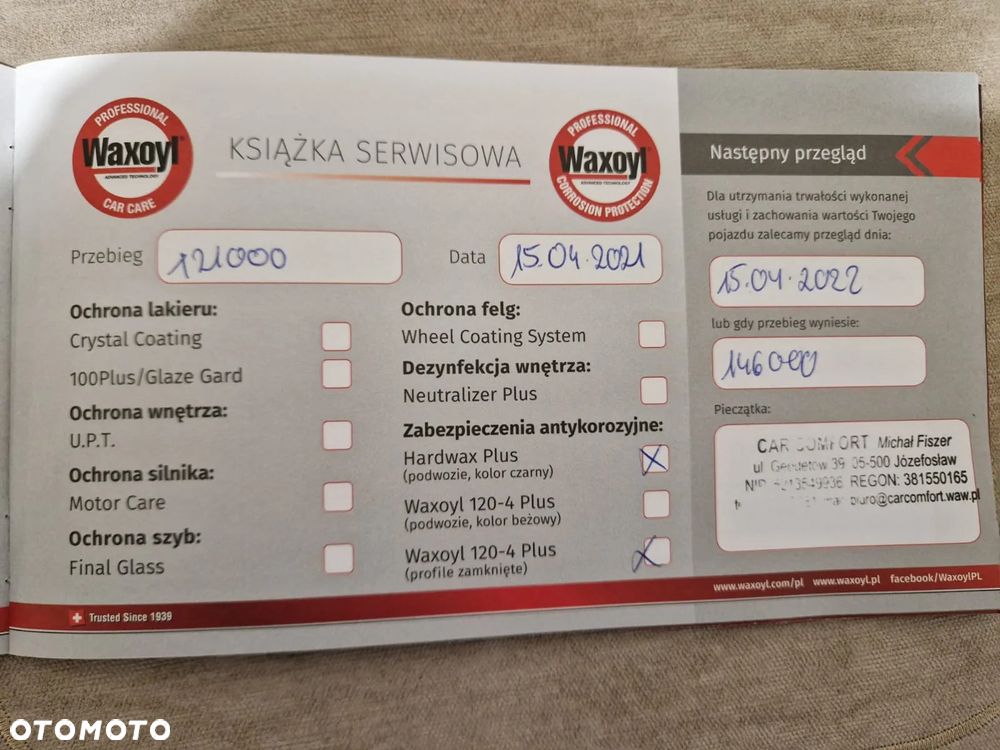 PROFESSIONAL
Waxoyl
ADVANCED TECHNOLOGY
CAR CARE
KSIĄŻKA SERWISOWA
PROFESSIONAL
Waxoyl
ADVANCED TECHNOLOGY
CORROSION PROTECTION
Przebieg 121000
Data 15.04.2021
Ochrona lakieru:
Crystal Coating
100Plus/Glaze Gard
Ochrona wnętrza:
U.P.T.
Ochrona silnika:
Motor Care
Ochrona szyb:
Final Glass
Ochrona felg:
Wheel Coating System
Dezynfekcja wnętrza:
Neutralizer Plus
Zabezpieczenia antykorozyjne:
Hardwax Plus X
(podwozie, kolor czarny)
Waxoyl 120-4 Plus
(podwozie, kolor beżowy)
Waxoyl 120-4 Plus X
(profile zamknięte)
Następny przegląd
Dla utrzymania trwałości wykonanej
usługi i zachowania wartości Twojego
pojazdu zalecamy przegląd dnia:
15.04.2022
lub gdy przebieg wyniesie:
146000
Pieczątka:
CAR COMFORT Michał Fiszer
ul. 39 05-500 Józefosław
NIP REGON: 381550165
biuro@carcomfort.waw.pl
Trusted Since 1939
www.waxoyl.com/pl www.waxoyl.pl facebook/WaxoylPL
OTOMOTO